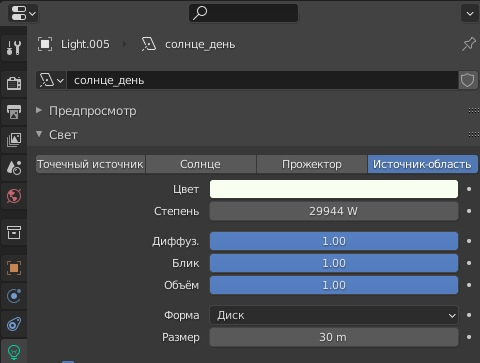 Light.005 солнце_день
солнце_день
Предпросмотр
Свет
Точечный источник Солнце Прожектор Источник-область
Цвет
Степень 29944 W
Диффуз. 1.00
Блик 1.00
Объём 1.00
Форма Диск
Размер 30 m